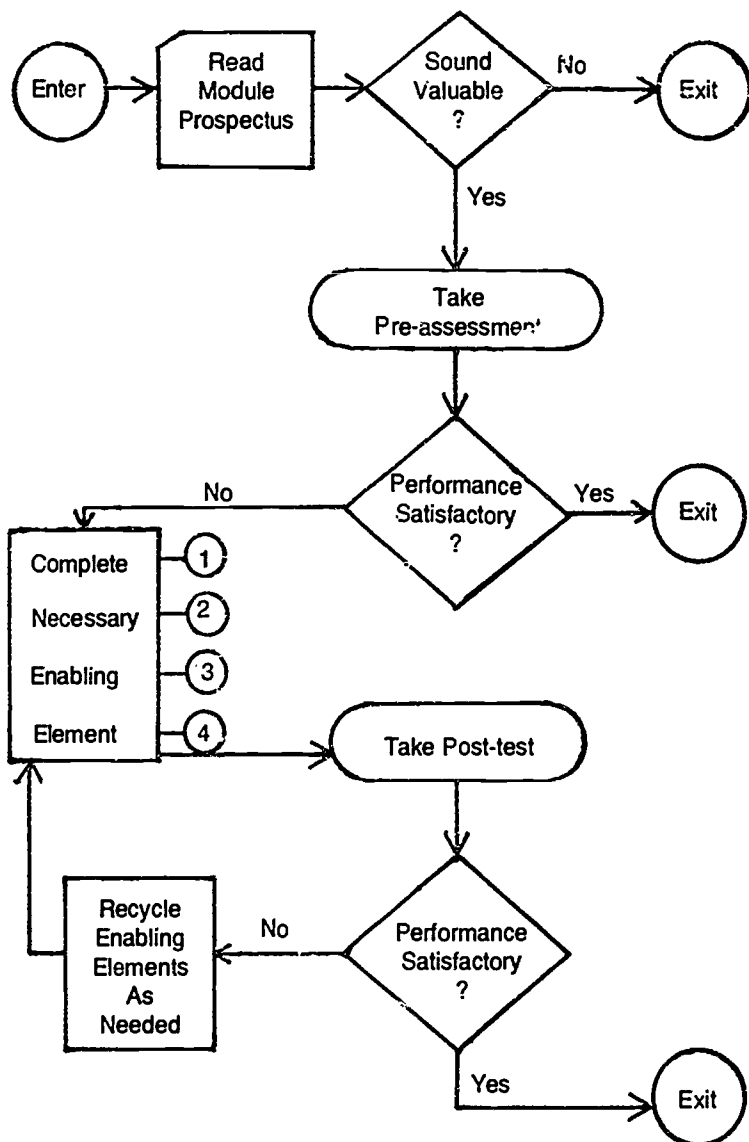 Enter
Read
Module
Prospectus
Sound
Valuable
?
No
Exit
Yes
Take
Pre-assessment
Performance
Satisfactory
?
No
Yes
Exit
Complete
Necessary
Enabling
Element
1
2
3
4
Take Post-test
Performance
Satisfactory
?
No
Recycle
Enabling
Elements
As
Needed
Yes
Exit